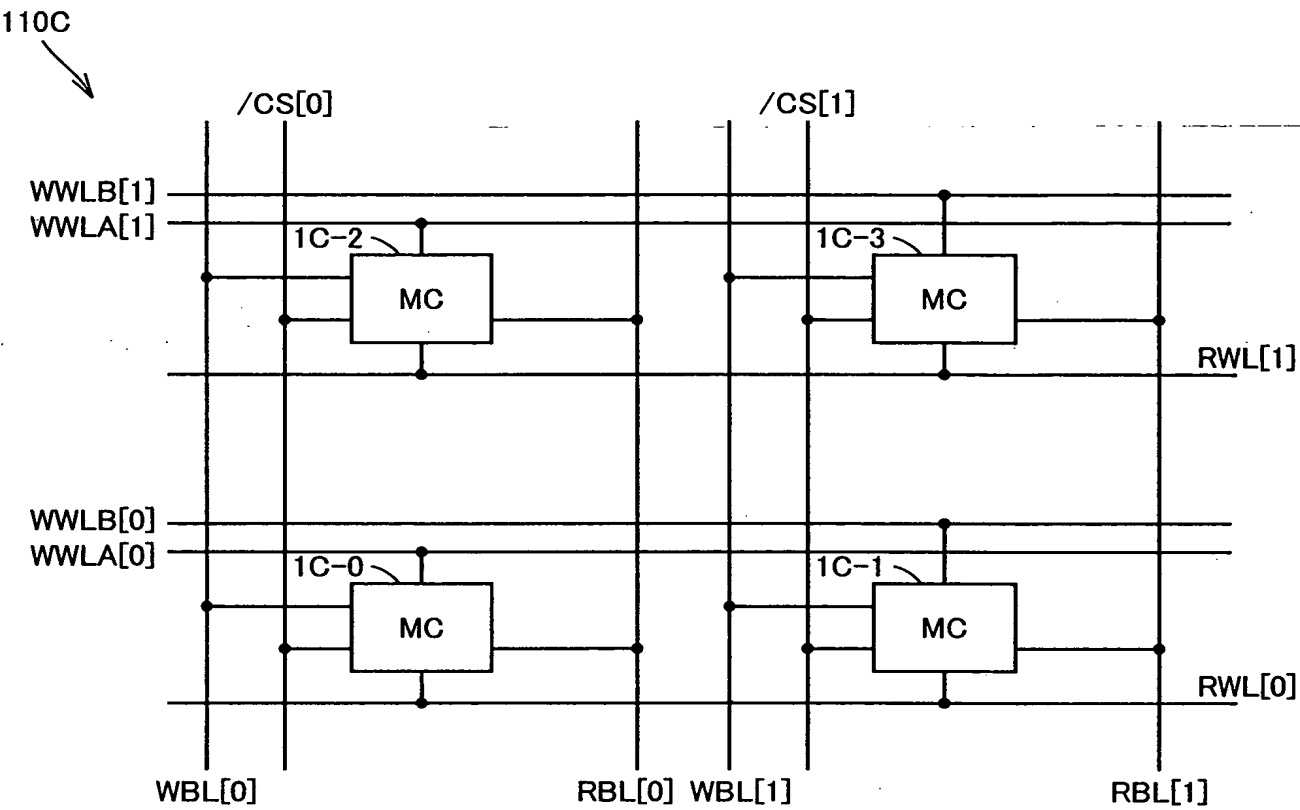 110C
/CS[0] /CS[1]
WWLB[1]
WWLA[1]
1C-2 1C-3
MC MC
RWL[1]
WWLB[0]
WWLA[0]
1C-0 1C-1
MC MC
RWL[0]
WBL[0] RBL[0] WBL[1] RBL[1]